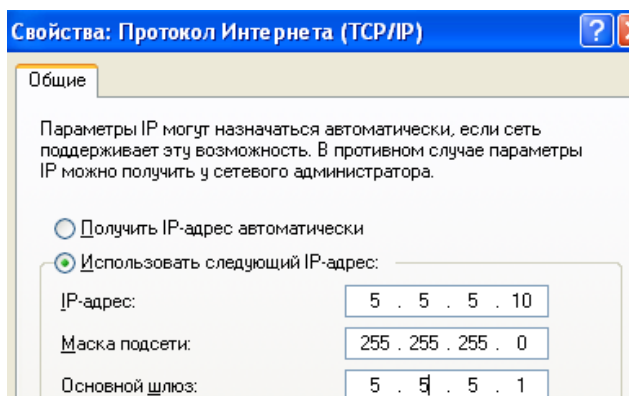 Свойства: Протокол Интернета (TCP/IP)
?
Общие
Параметры IP могут назначаться автоматически, если сеть
поддерживает эту возможность. В противном случае параметры
IP можно получить у сетевого администратора.
Получить IP-адрес автоматически
Использовать следующий IP-адрес:
IP-адрес: 5 . 5 . 5 . 10
Маска подсети: 255 . 255 . 255 . 0
Основной шлюз: 5 . 5 . 5 . 1